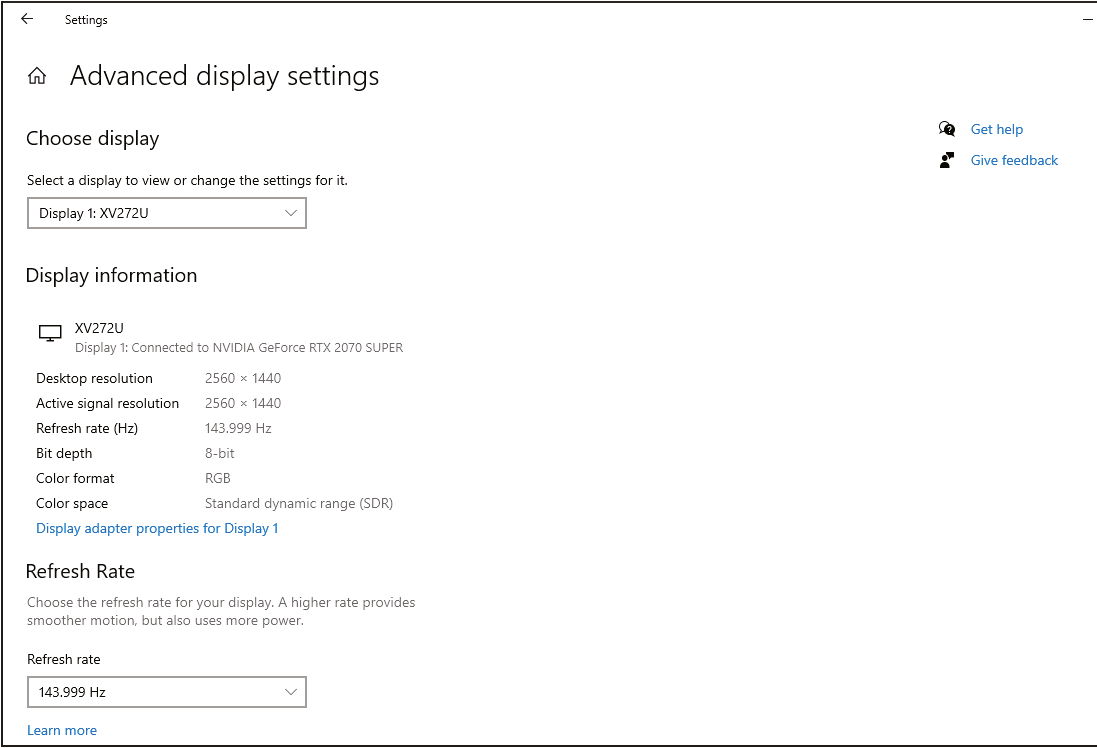 Settings
Advanced display settings
Choose display
Get help
Give feedback
Select a display to view or change the settings for it.
Display 1: XV272U
Display information
XV272U
Display 1: Connected to NVIDIA GeForce RTX 2070 SUPER
Desktop resolution 2560 × 1440
Active signal resolution 2560 × 1440
Refresh rate (Hz) 143.999 Hz
Bit depth 8-bit
Color format RGB
Color space Standard dynamic range (SDR)
Display adapter properties for Display 1
Refresh Rate
Choose the refresh rate for your display. A higher rate provides
smoother motion, but also uses more power.
Refresh rate
143.999 Hz
Learn more